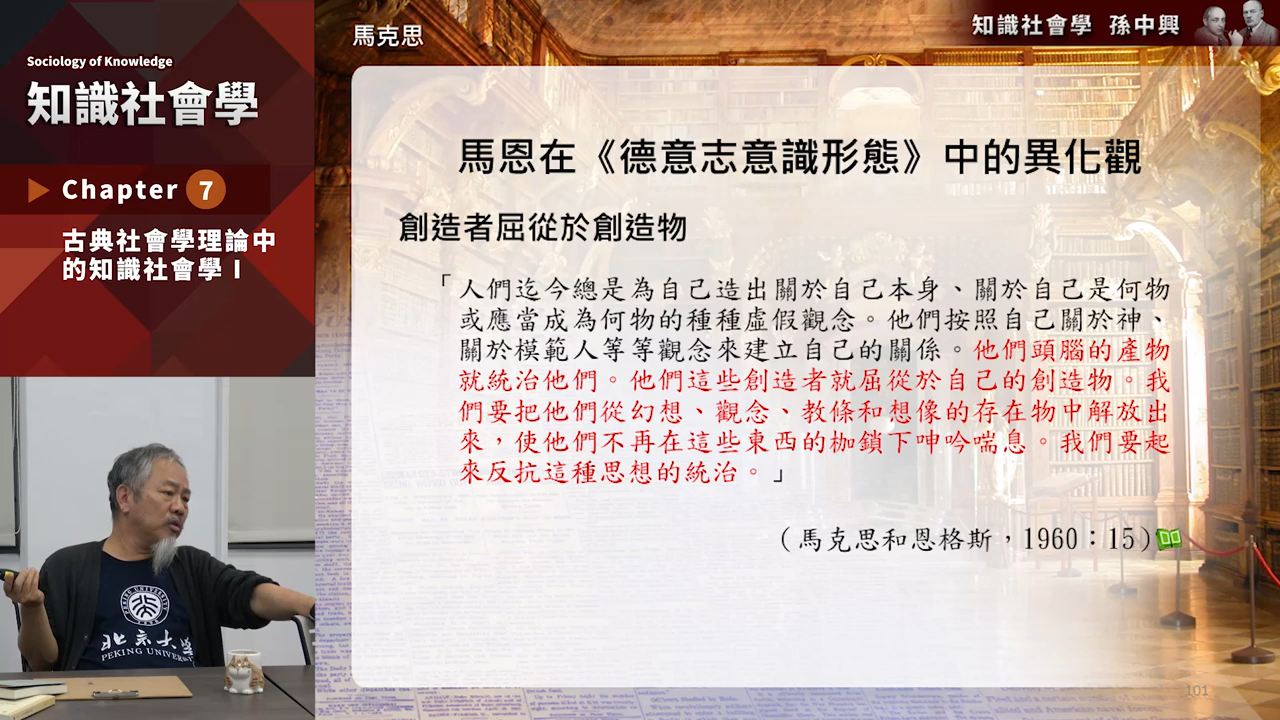 Sociology of Knowledge
知識社會學
Chapter 7
古典社會學理論中
的知識社會學 I
馬克思
知識社會學 孫中興
馬恩在《德意志意識形態》中的異化觀
創造者屈從於創造物
「人們迄今總是為自己造出關於自己本身、關於自己是何物
或應當成為何物的種種虛假觀念。他們按照自己關於神、
關於模範人等等觀念來建立自己的關係。他們頭腦的產物
就統治他們。他們這些創造者就屈從於自己的創造物。我
們要把他們從幻想、觀念、教條和想像的存在物中解放出
來，使他們不再在這些東西的枷鎖下呻吟喘息。我們要起
來反抗這種思想的統治。」
（馬克思和恩格斯，1960：15）
101
北京大学
PEKING UNIVERSITY